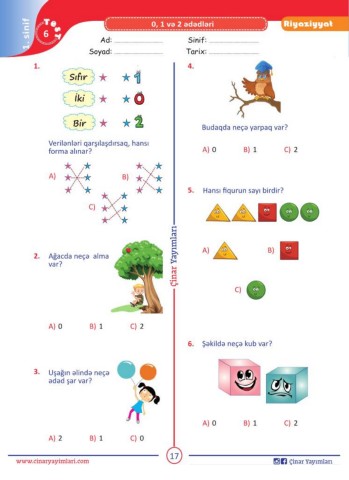 1. sinif
Test
6
0, 1 və 2 ədədləri
Riyaziyyat
Ad: ........................
Sinif: ........................
Soyad: ........................
Tarix: ........................
1.
Sıfır 1
İki 0
Bir 2
Verilənləri qarşılaşdırsaq, hansı
forma alınar?
A)
B)
C)
2. Ağacda neçə alma
var?
A) 0 B) 1 C) 2
3. Uşağın əlində neçə
ədəd şar var?
A) 2 B) 1 C) 0
4.
Budaqda neçə yarpaq var?
A) 0 B) 1 C) 2
5. Hansı fiqurun sayı birdir?
A)
B)
C)
6. Şəkildə neçə kub var?
A) 0 B) 1 C) 2
Çinar Yayımları
www.cinaryayimlari.com
17
Çinar Yayımları